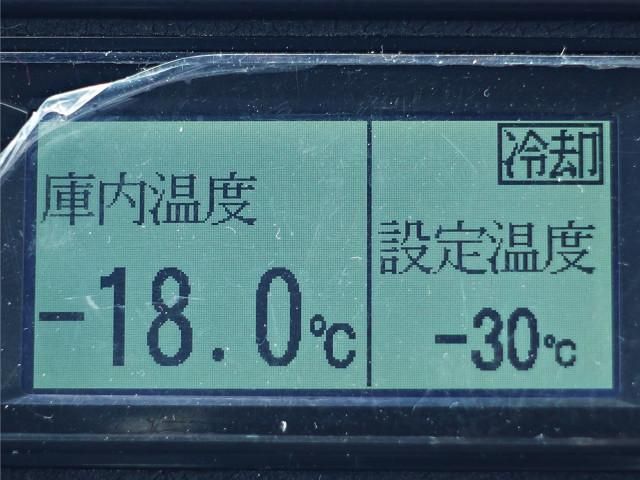 庫内温度
-18.0℃
冷却
設定温度
-30℃